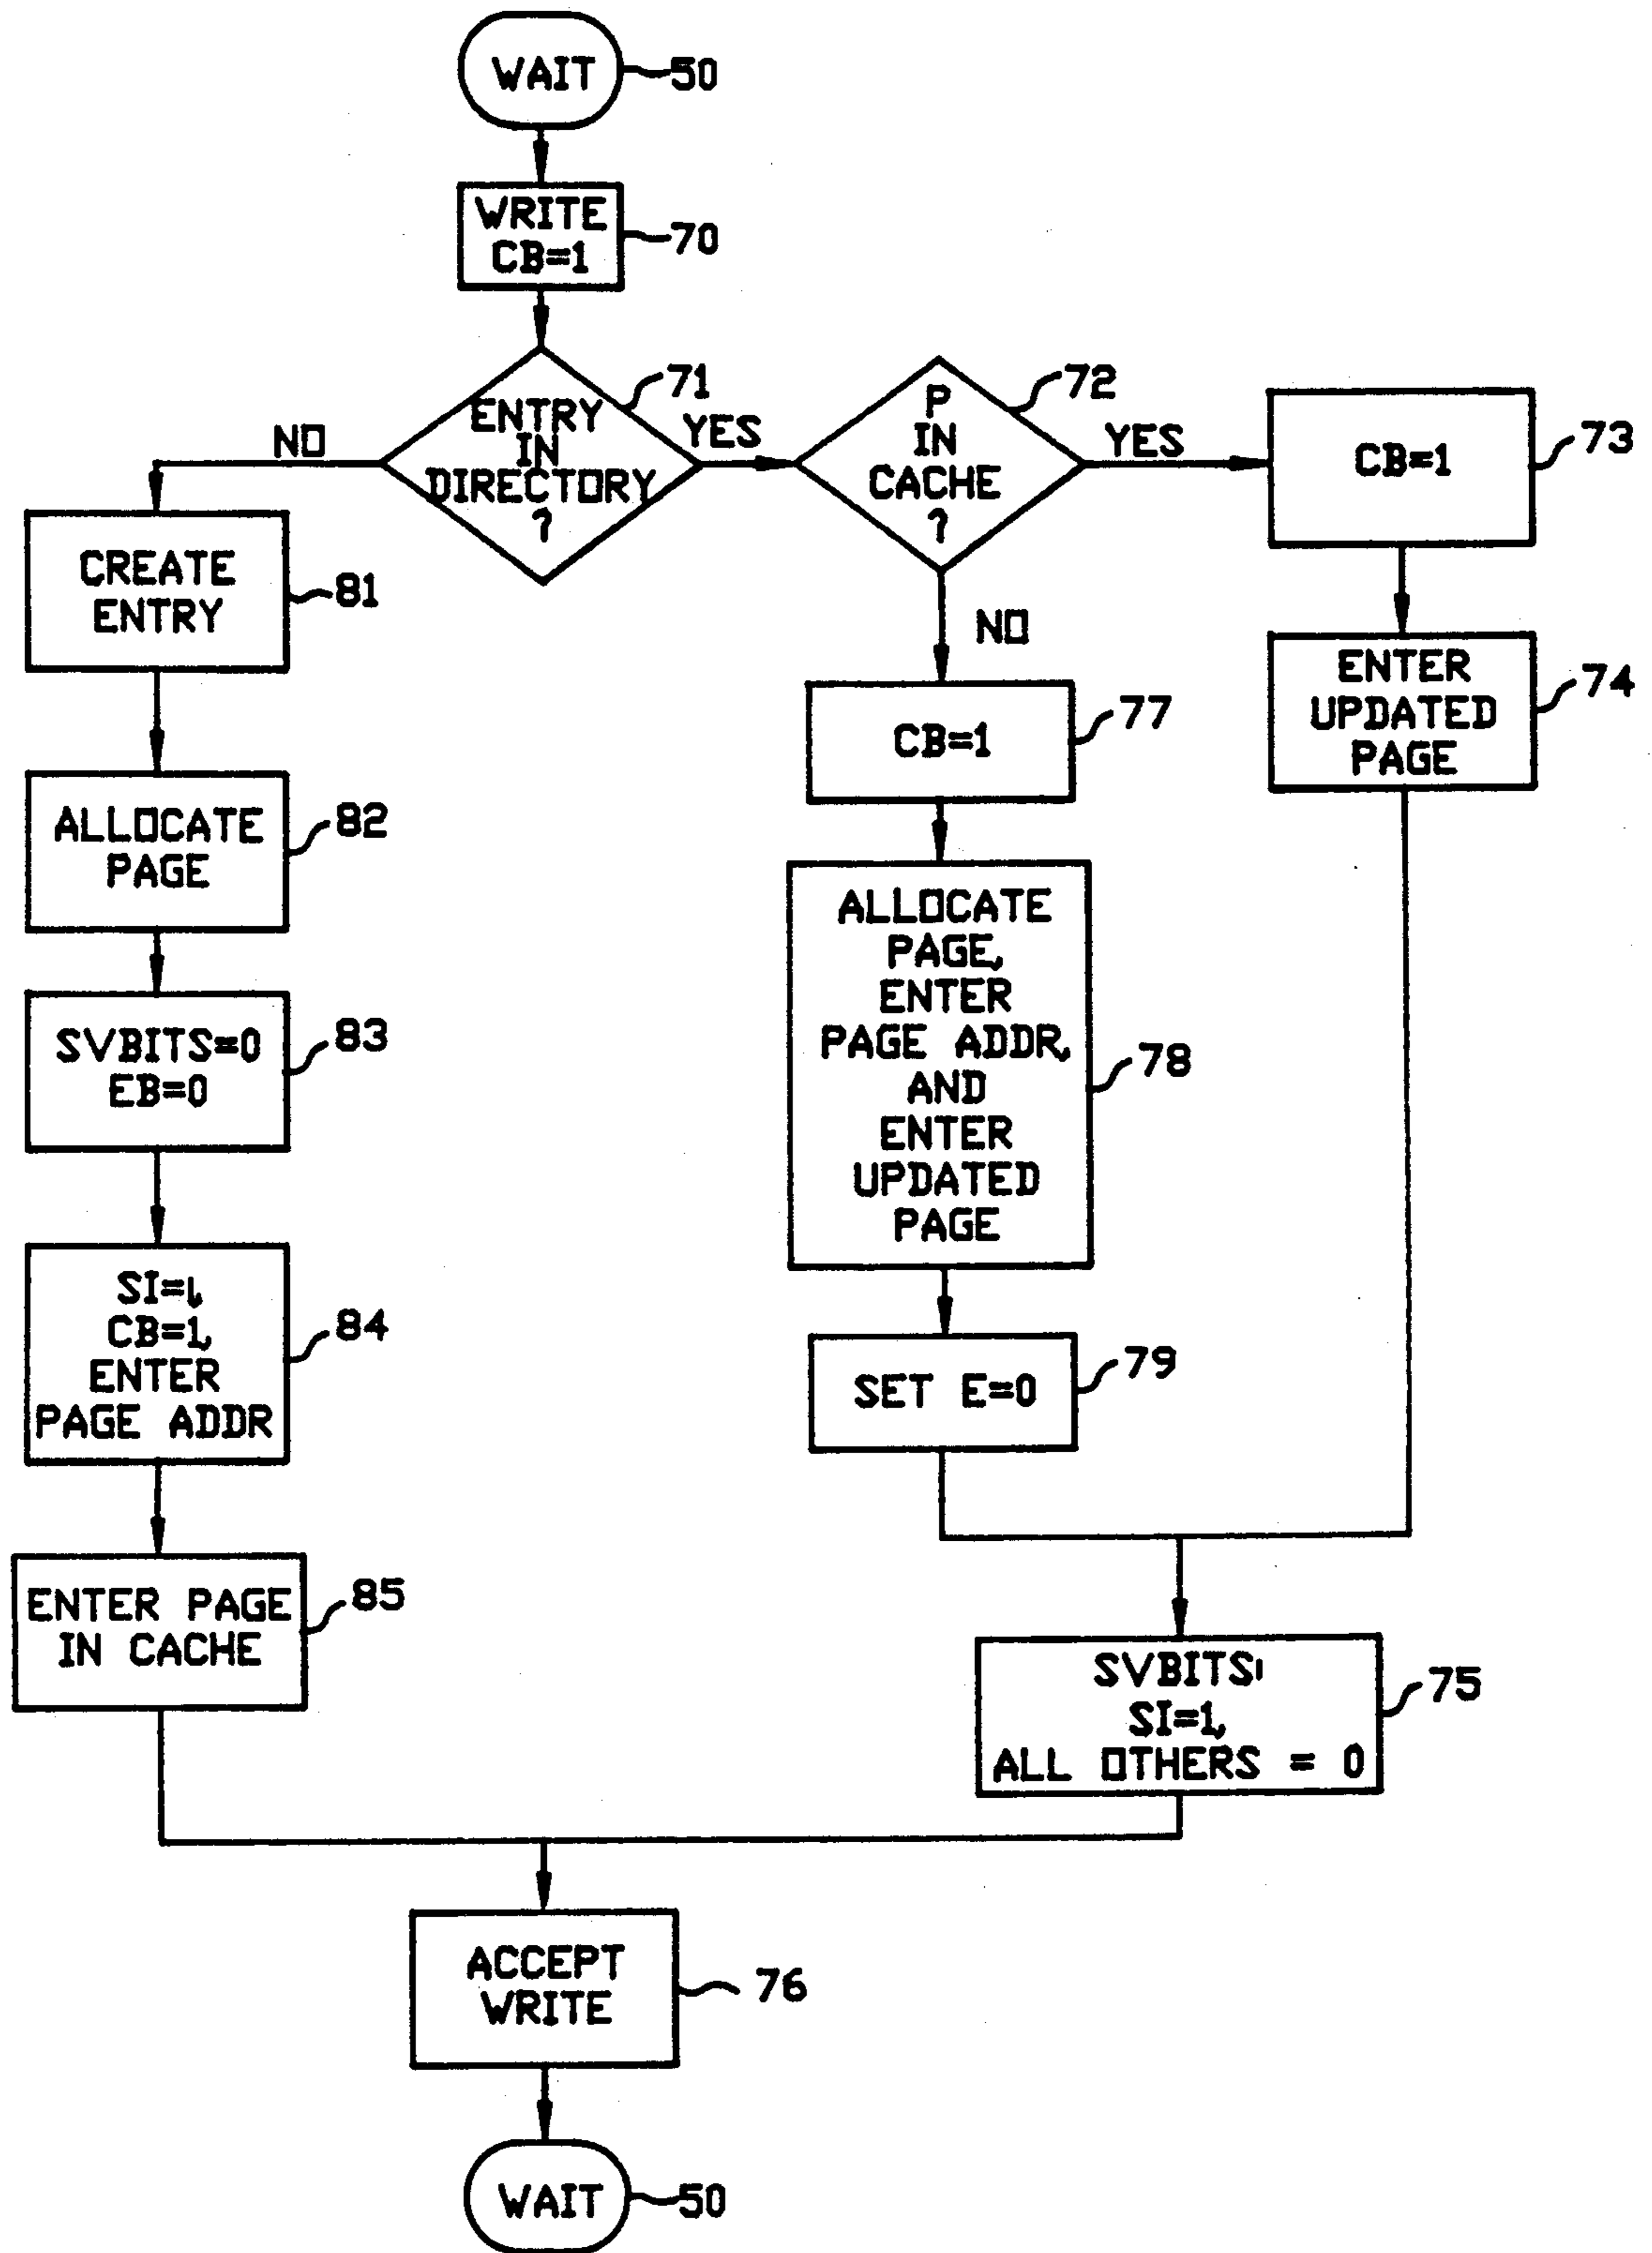 WAIT
50
WRITE
CB=1
70
ENTRY
IN
DIRECTORY
?
71
NO
YES
P
IN
CACHE
?
72
YES
NO
CB=1
73
ENTER
UPDATED
PAGE
74
CREATE
ENTRY
81
ALLOCATE
PAGE
82
SVBITS=0
EB=0
83
SI=1,
CB=1,
ENTER
PAGE ADDR
84
ENTER PAGE
IN CACHE
85
CB=1
77
ALLOCATE
PAGE,
ENTER
PAGE ADDR,
AND
ENTER
UPDATED
PAGE
78
SET E=0
79
SVBITS:
SI=1,
ALL OTHERS = 0
75
ACCEPT
WRITE
76
WAIT
50